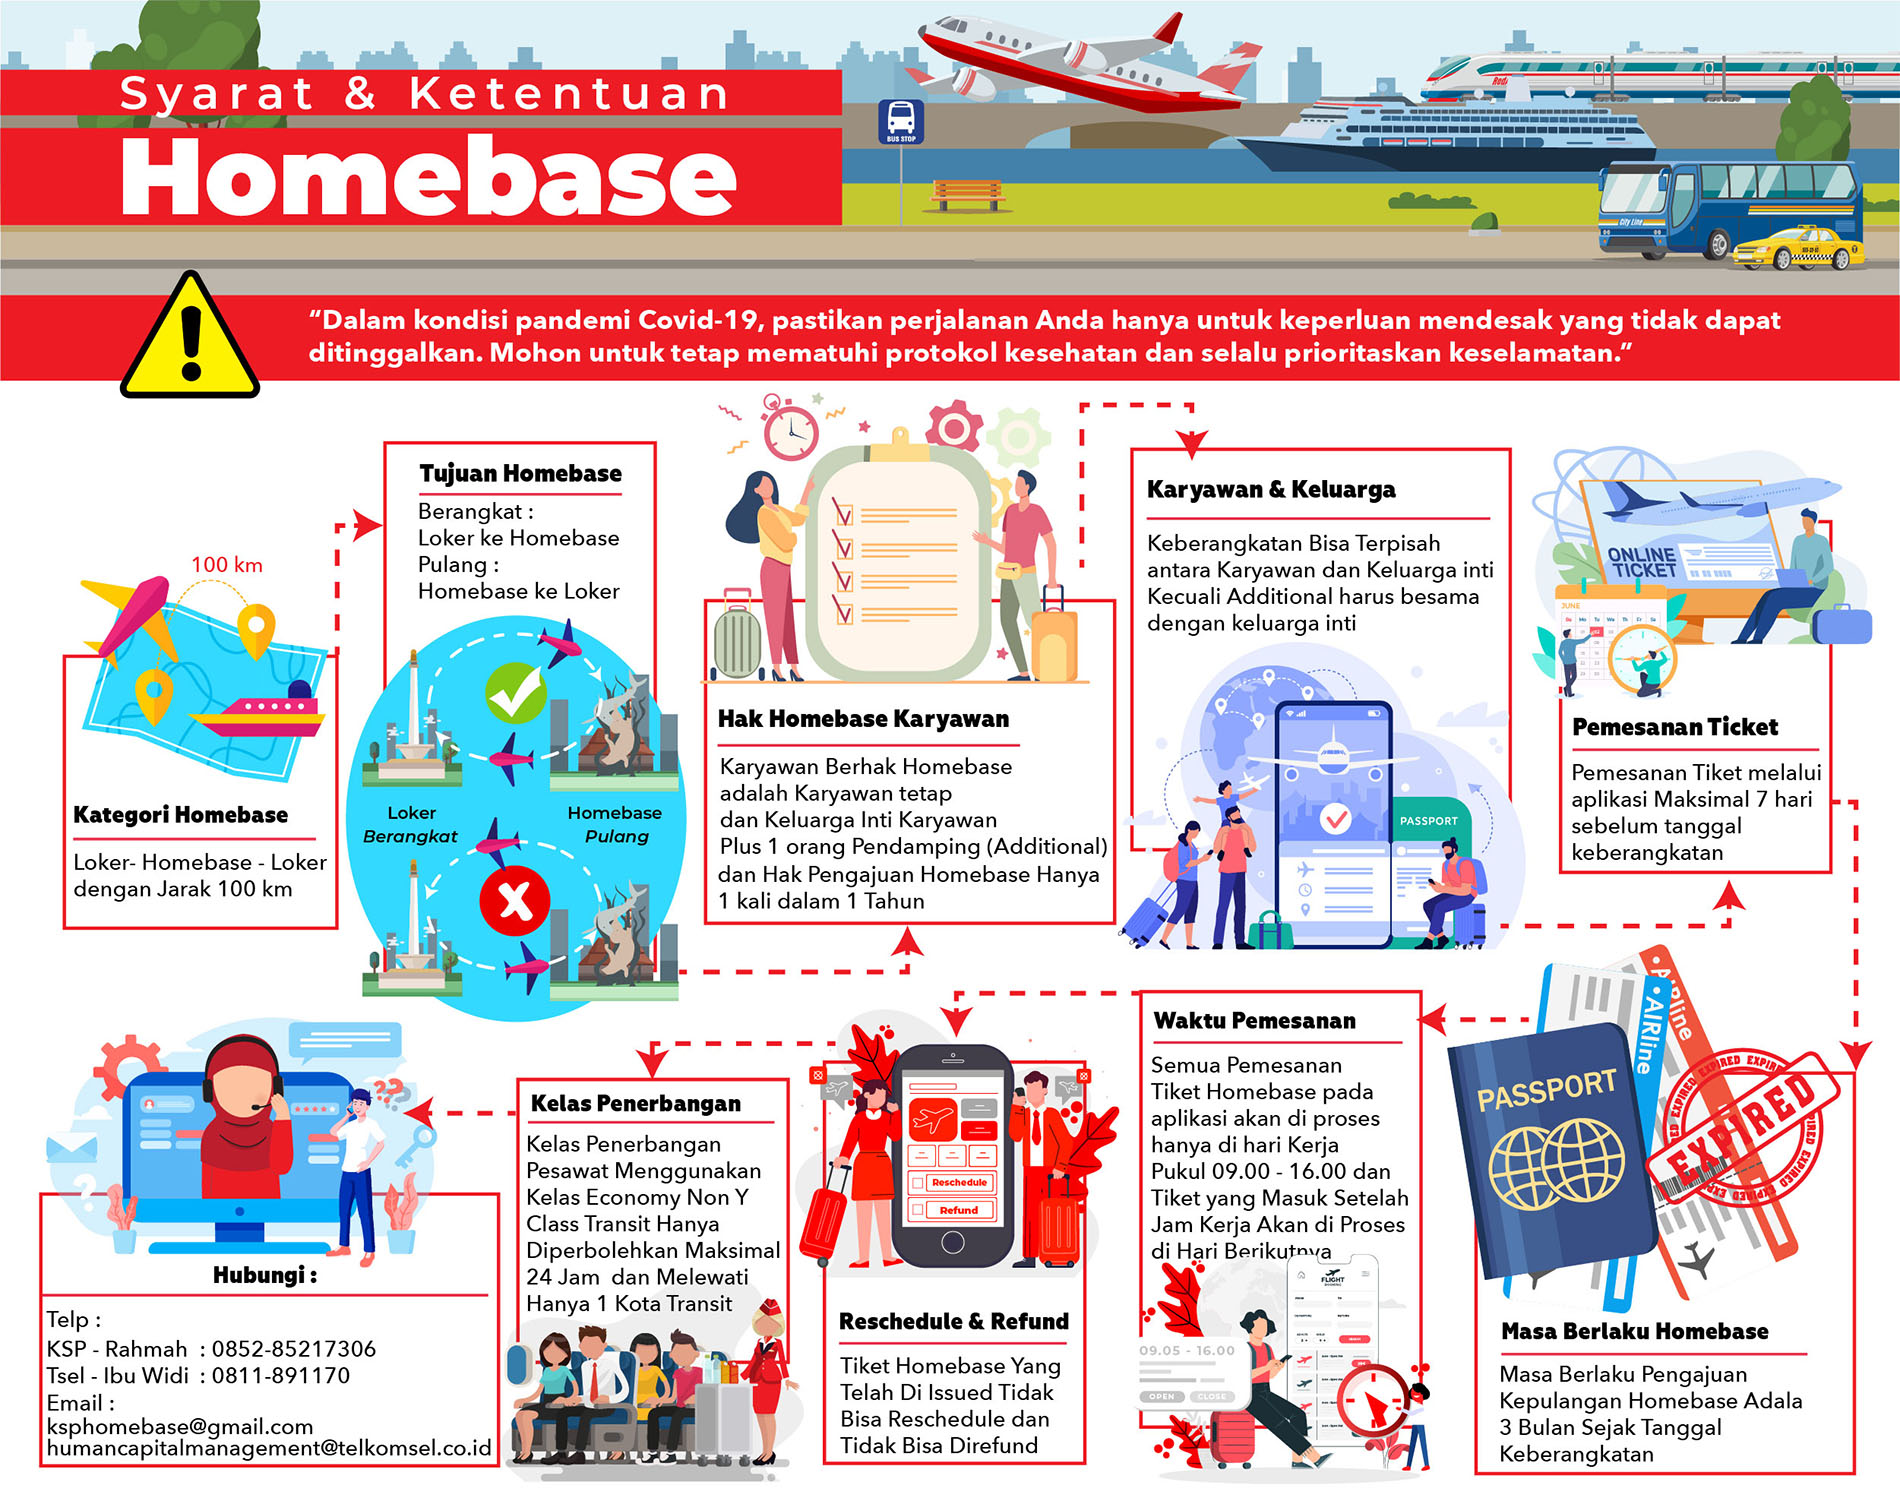 Syarat & Ketentuan
Homebase
BUS STOP
City Line
"Dalam kondisi pandemi Covid-19, pastikan perjalanan Anda hanya untuk keperluan mendesak yang tidak dapat
ditinggalkan. Mohon untuk tetap mematuhi protokol kesehatan dan selalu prioritaskan keselamatan."
100 km
Kategori Homebase
Loker- Homebase - Loker
dengan Jarak 100 km
Tujuan Homebase
Berangkat :
Loker ke Homebase
Pulang :
Homebase ke Loker
Loker
Berangkat
Homebase
Pulang
Hak Homebase Karyawan
Karyawan Berhak Homebase
adalah Karyawan tetap
dan Keluarga Inti Karyawan
Plus 1 orang Pendamping (Additional)
dan Hak Pengajuan Homebase Hanya
1 kali dalam 1 Tahun
Karyawan & Keluarga
Keberangkatan Bisa Terpisah
antara Karyawan dan Keluarga inti
Kecuali Additional harus besama
dengan keluarga inti
PASSPORT
ONLINE
TICKET
JUNE
Pemesanan Ticket
Pemesanan Tiket melalui
aplikasi Maksimal 7 hari
sebelum tanggal
keberangkatan
AIRline
AIRline
PASSPORT
EXPIRED
Masa Berlaku Homebase
Masa Berlaku Pengajuan
Kepulangan Homebase Adala
3 Bulan Sejak Tanggal
Keberangkatan
Waktu Pemesanan
Semua Pemesanan
Tiket Homebase pada
aplikasi akan di proses
hanya di hari Kerja
Pukul 09.00 - 16.00 dan
Tiket yang Masuk Setelah
Jam Kerja Akan di Proses
di Hari Berikutnya
FLIGHT
09.05 - 16.00
OPEN
CLOSE
Reschedule
Refund
Reschedule & Refund
Tiket Homebase Yang
Telah Di Issued Tidak
Bisa Reschedule dan
Tidak Bisa Direfund
Kelas Penerbangan
Kelas Penerbangan
Pesawat Menggunakan
Kelas Economy Non Y
Class Transit Hanya
Diperbolehkan Maksimal
24 Jam dan Melewati
Hanya 1 Kota Transit
Hubungi :
Telp :
KSP - Rahmah : 0852-85217306
Tsel - Ibu Widi : 0811-891170
Email :
ksphomebase@gmail.com
humancapitalmanagement@telkomsel.co.id